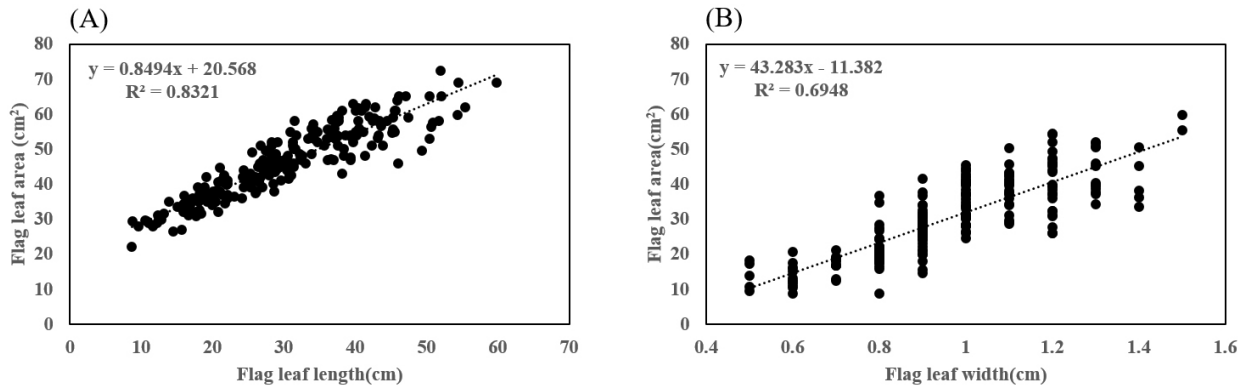 (A)
y = 0.8494x + 20.568
R² = 0.8321
Flag leaf area (cm²)
80
70
60
50
40
30
20
10
0
0 10 20 30 40 50 60 70
Flag leaf length(cm)
(B)
y = 43.283x - 11.382
R² = 0.6948
Flag leaf area(cm²)
80
70
60
50
40
30
20
10
0
0.4 0.6 0.8 1 1.2 1.4 1.6
Flag leaf width(cm)